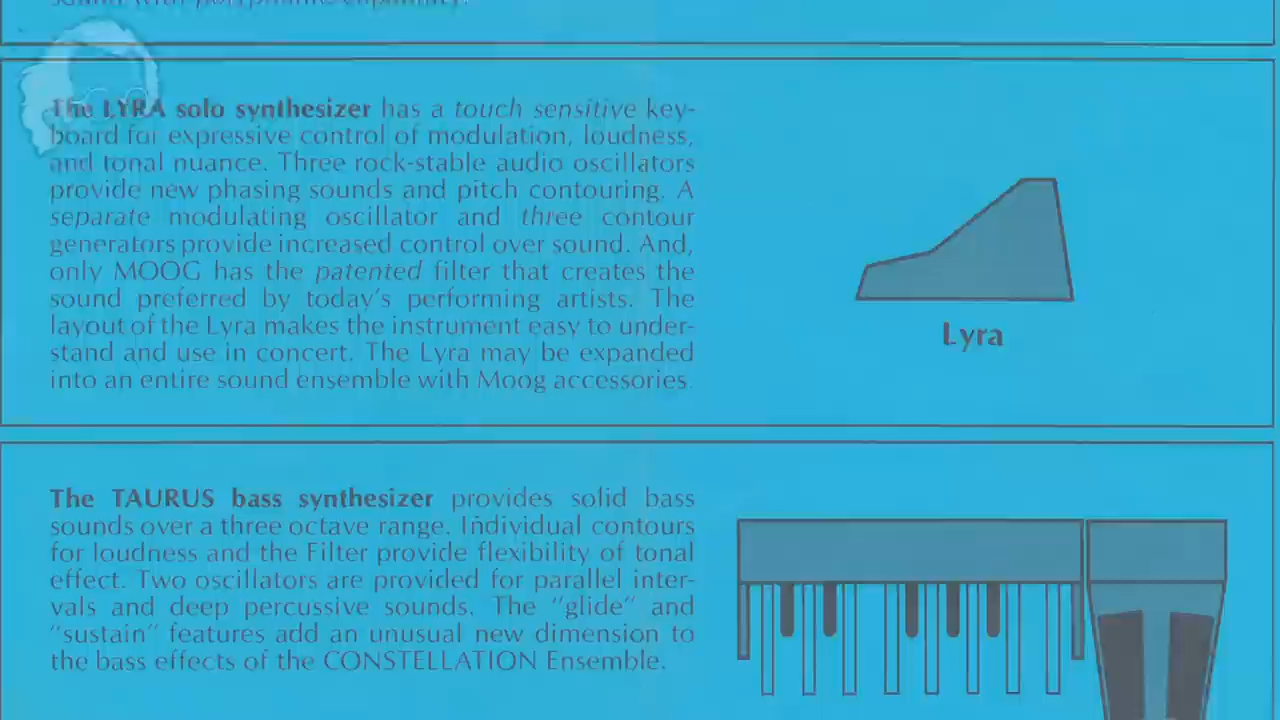 sound with polyphonic capability.
The LYRA solo synthesizer has a touch sensitive key-
board for expressive control of modulation, loudness,
and tonal nuance. Three rock-stable audio oscillators
provide new phasing sounds and pitch contouring. A
separate modulating oscillator and three contour
generators provide increased control over sound. And,
only MOOG has the patented filter that creates the
sound preferred by today's performing artists. The
layout of the Lyra makes the instrument easy to under-
stand and use in concert. The Lyra may be expanded
into an entire sound ensemble with Moog accessories.
Lyra
The TAURUS bass synthesizer provides solid bass
sounds over a three octave range. Individual contours
for loudness and the Filter provide flexibility of tonal
effect. Two oscillators are provided for parallel inter-
vals and deep percussive sounds. The "glide" and
"sustain" features add an unusual new dimension to
the bass effects of the CONSTELLATION Ensemble.